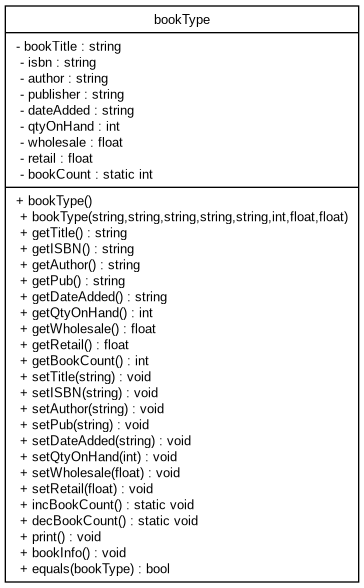 bookType
- bookTitle : string
- isbn : string
- author : string
- publisher : string
- dateAdded : string
- qtyOnHand : int
- wholesale : float
- retail : float
- bookCount : static int
+ bookType()
+ bookType(string,string,string,string,string,int,float,float)
+ getTitle() : string
+ getISBN() : string
+ getAuthor() : string
+ getPub() : string
+ getDateAdded() : string
+ getQtyOnHand() : int
+ getWholesale() : float
+ getRetail() : float
+ getBookCount() : int
+ setTitle(string) : void
+ setISBN(string) : void
+ setAuthor(string) : void
+ setPub(string) : void
+ setDateAdded(string) : void
+ setQtyOnHand(int) : void
+ setWholesale(float) : void
+ setRetail(float) : void
+ incBookCount() : static void
+ decBookCount() : static void
+ print() : void
+ bookInfo() : void
+ equals(bookType) : bool